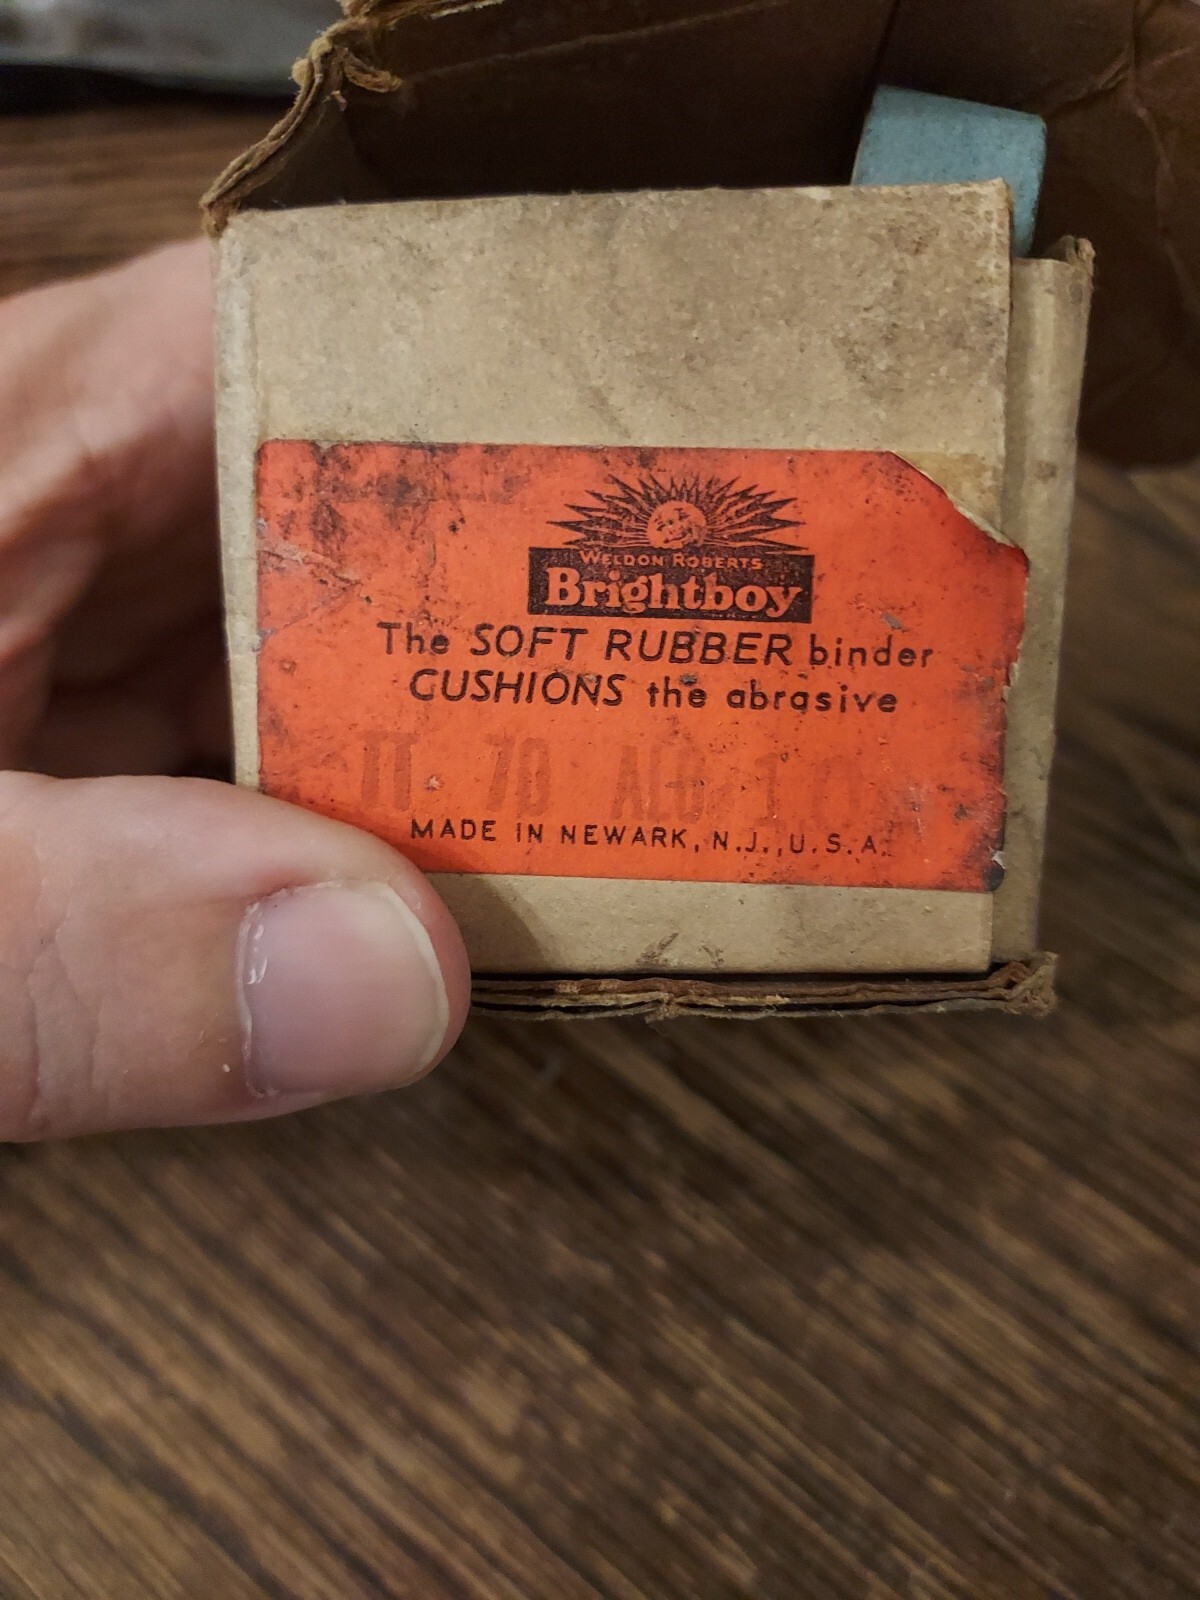 WELDON ROBERTS
Brightboy
The SOFT RUBBER binder
CUSHIONS the abrasive
MADE IN NEWARK, N.J., U.S.A.